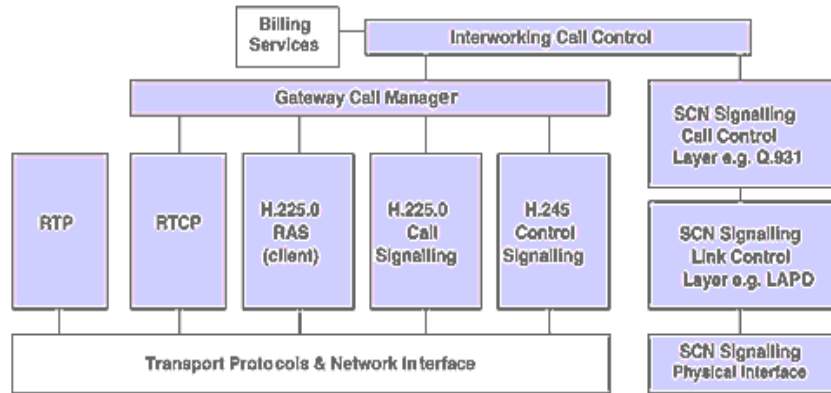 Billing
Services
Interworking Call Control
Gateway Call Manager
SCN Signalling
Call Control
Layer e.g. Q.931
RTP
RTCP
H.225.0
RAS
(client)
H.225.0
Call
Signalling
H.245
Control
Signalling
SCN Signalling
Link Control
Layer e.g. LAPD
Transport Protocols & Network Interface
SCN Signalling
Physical Interface